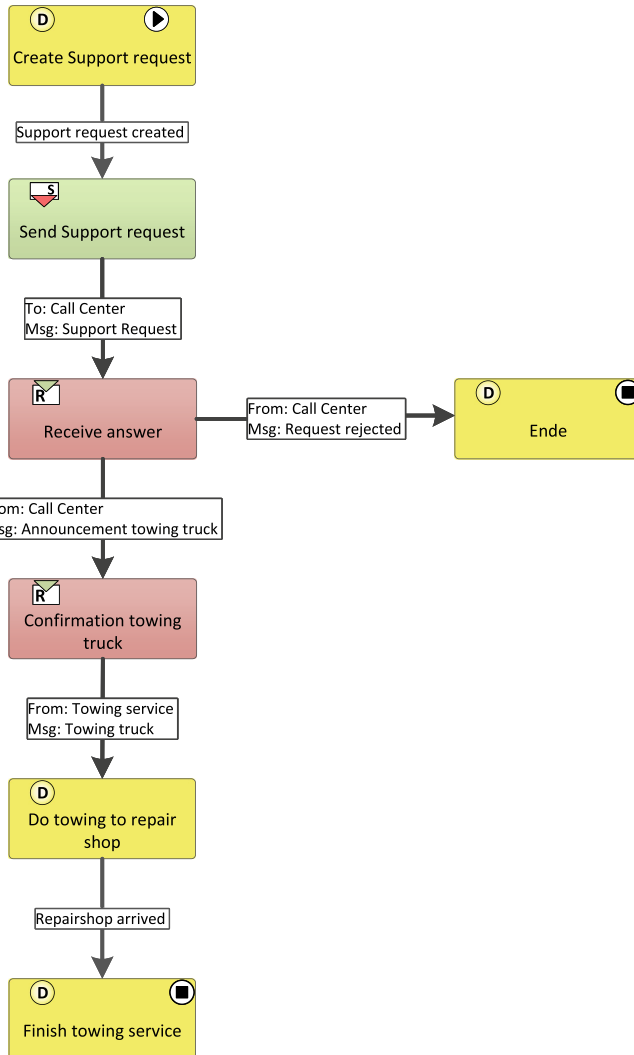 D
Create Support request
Support request created
S
Send Support request
To: Call Center
Msg: Support Request
R
Receive answer
From: Call Center
Msg: Request rejected
D
Ende
om: Call Center
sg: Announcement towing truck
R
Confirmation towing
truck
From: Towing service
Msg: Towing truck
D
Do towing to repair
shop
Repairshop arrived
D
Finish towing service